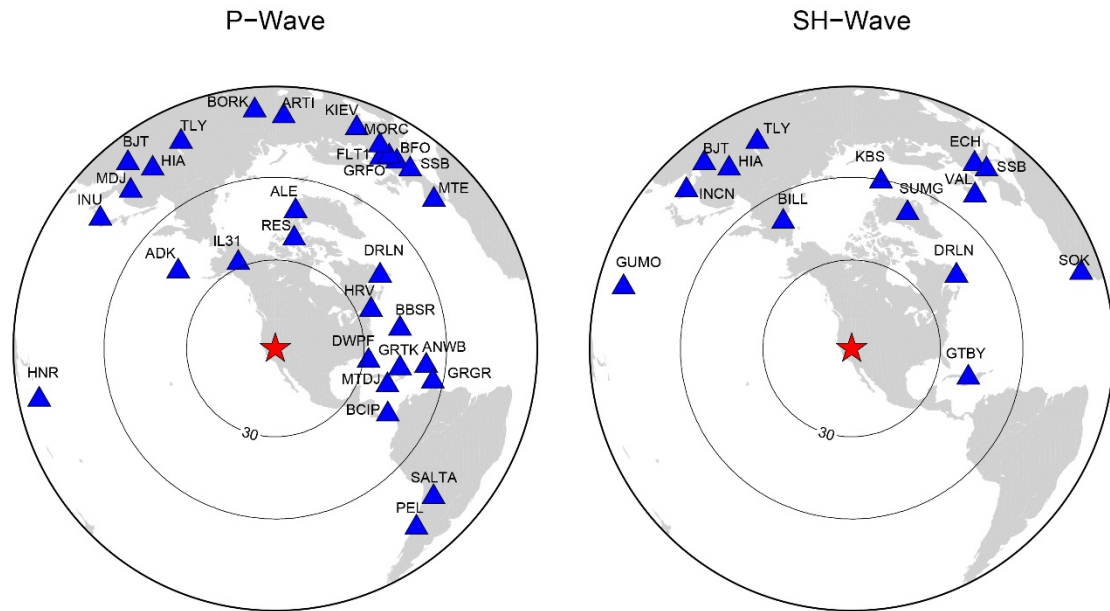 P-Wave
SH-Wave
BORK
ARTI
KIEV
TLY
MORC
BJT
HIA
FLT1
BFO
GRFO
SSB
MDJ
MTE
INU
ALE
RES
IL31
ADK
DRLN
HRV
BBSR
DWPF
GRTK
ANWB
HNR
MTDJ
GRGR
BCIP
30
SALTA
PEL
TLY
BJT
HIA
ECH
KBS
SSB
INCN
VAL
SUMG
BILL
DRLN
GUMO
SOK
GTBY
30